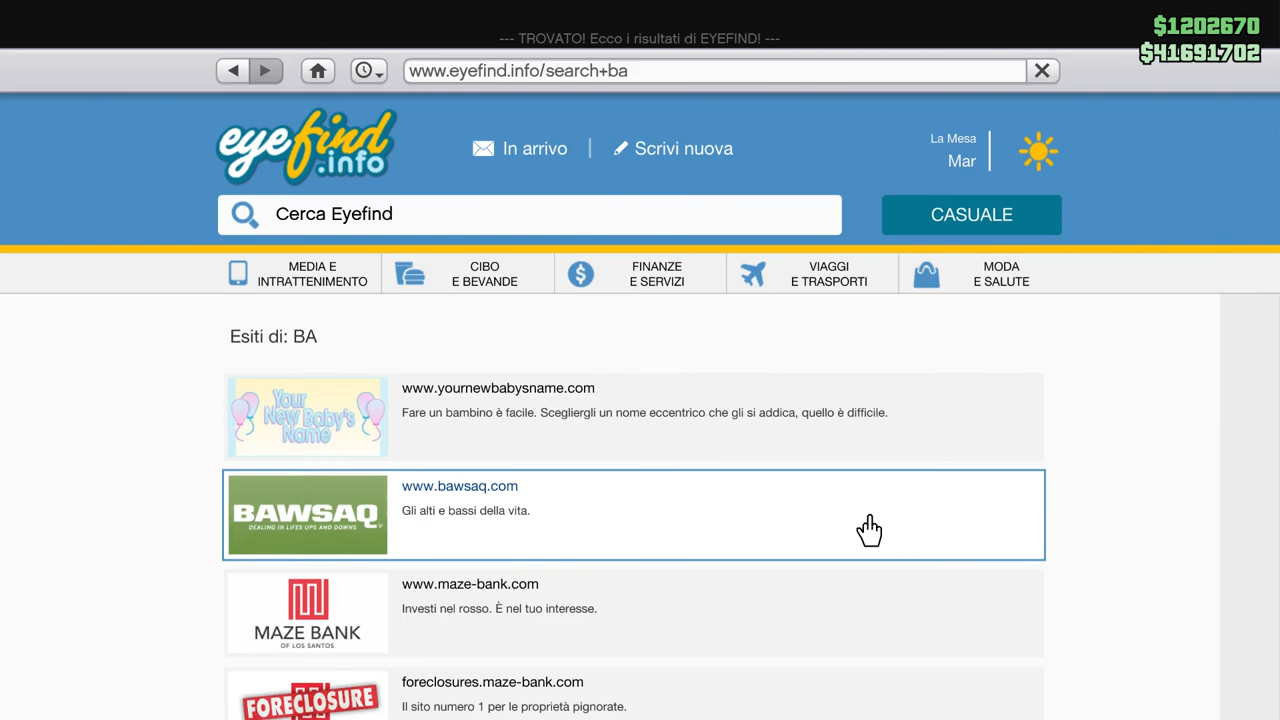 $1202670
$41691702
--- TROVATO! Ecco i risultati di EYEFIND! ---
www.eyefind.info/search+ba
eyefind
.info
In arrivo
Scrivi nuova
La Mesa
Mar
Cerca Eyefind
CASUALE
MEDIA E
INTRATTENIMENTO
CIBO
E BEVANDE
FINANZE
E SERVIZI
VIAGGI
E TRASPORTI
MODA
E SALUTE
Esiti di: BA
Your
New Baby's
Name
www.yournewbabysname.com
Fare un bambino è facile. Scegliergli un nome eccentrico che gli si addica, quello è difficile.
BAWSAQ
DEALING IN LIFES UPS AND DOWNS
www.bawsaq.com
Gli alti e bassi della vita.
MAZE BANK
OF LOS SANTOS
www.maze-bank.com
Investi nel rosso. È nel tuo interesse.
FORECLOSURE
foreclosures.maze-bank.com
Il sito numero 1 per le proprietà pignorate.